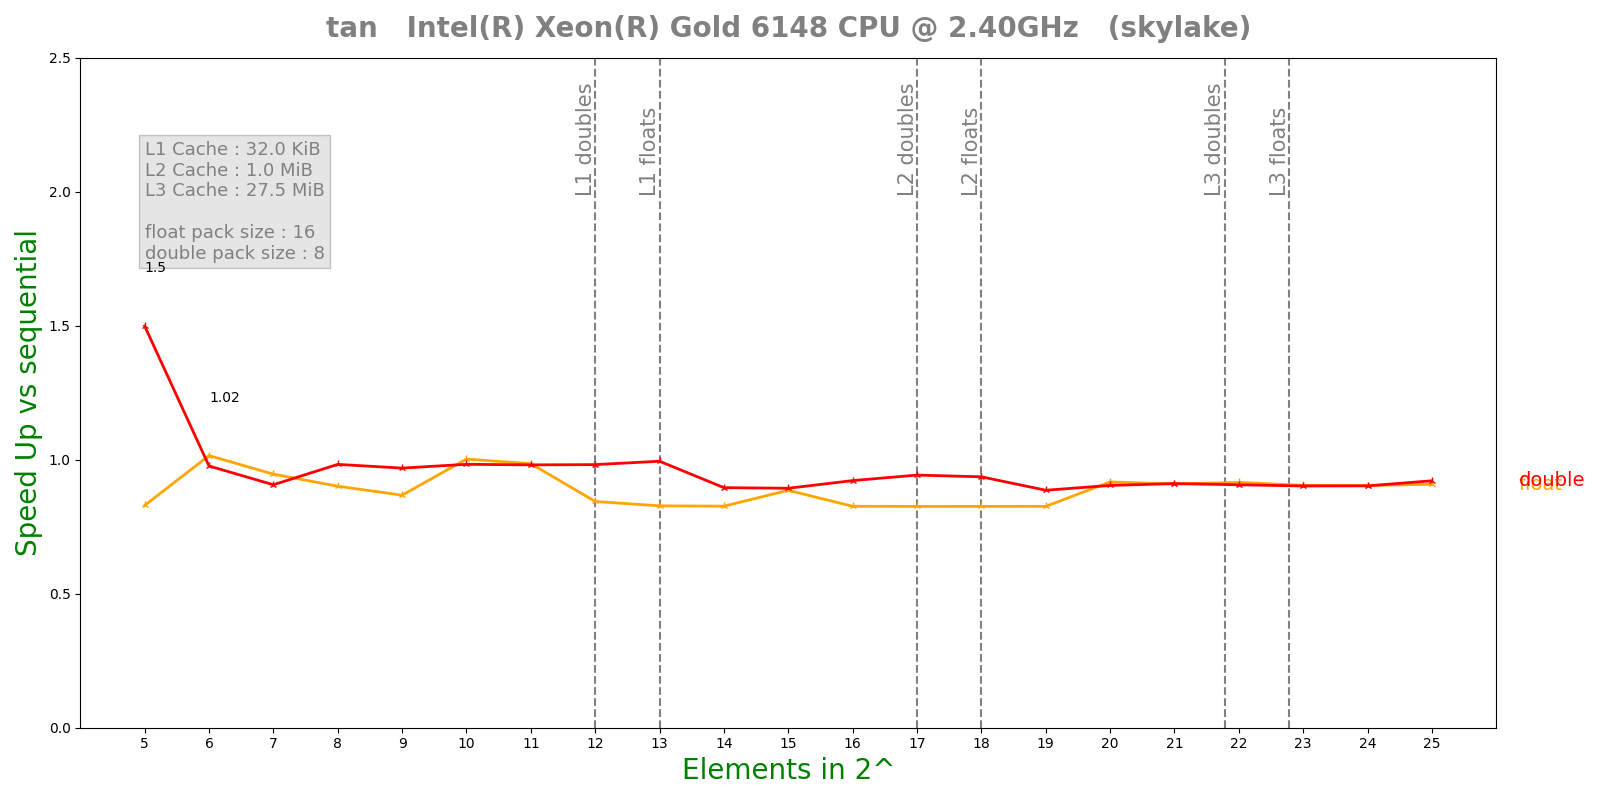 tan   Intel(R) Xeon(R) Gold 6148 CPU @ 2.40GHz   (skylake)
2.5
2.0
1.5
1.0
0.5
0.0
Speed Up vs sequential
L1 Cache : 32.0 KiB
L2 Cache : 1.0 MiB
L3 Cache : 27.5 MiB
float pack size : 16
double pack size : 8
1.5
1.02
L1 doubles
L1 floats
L2 doubles
L2 floats
L3 doubles
L3 floats
double
float
5 6 7 8 9 10 11 12 13 14 15 16 17 18 19 20 21 22 23 24 25
Elements in 2^